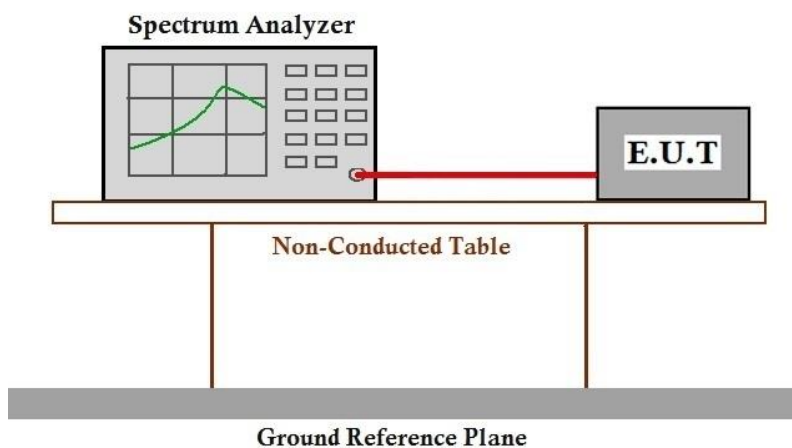 Spectrum Analyzer
E.U.T
Non-Conducted Table
Ground Reference Plane